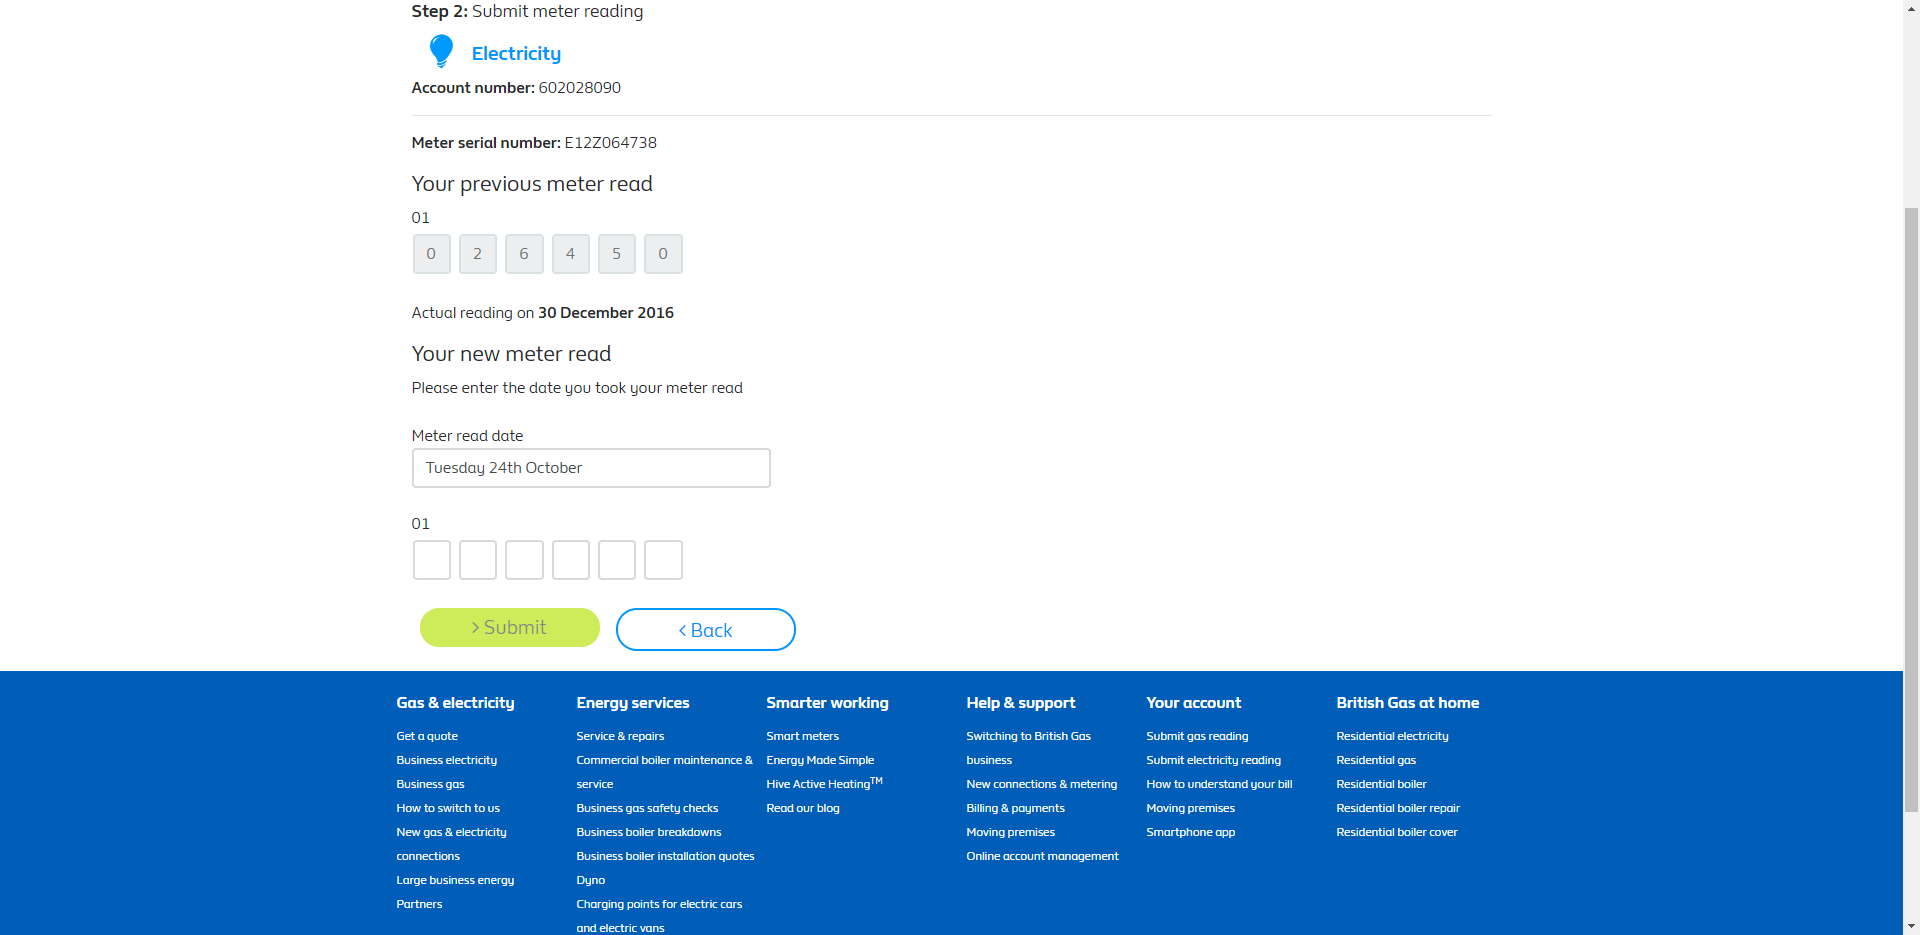 Step 2: Submit meter reading
Electricity
Account number: 602028090
Meter serial number: E12Z064738
Your previous meter read
01
0 2 6 4 5 0
Actual reading on 30 December 2016
Your new meter read
Please enter the date you took your meter read
Meter read date
Tuesday 24th October
01
> Submit
< Back
Gas & electricity
Get a quote
Business electricity
Business gas
How to switch to us
New gas & electricity
connections
Large business energy
Partners
Energy services
Service & repairs
Commercial boiler maintenance &
service
Business gas safety checks
Business boiler breakdowns
Business boiler installation quotes
Dyno
Charging points for electric cars
and electric vans
Smarter working
Smart meters
Energy Made Simple
Hive Active Heating™
Read our blog
Help & support
Switching to British Gas
business
New connections & metering
Billing & payments
Moving premises
Online account management
Your account
Submit gas reading
Submit electricity reading
How to understand your bill
Moving premises
Smartphone app
British Gas at home
Residential electricity
Residential gas
Residential boiler
Residential boiler repair
Residential boiler cover